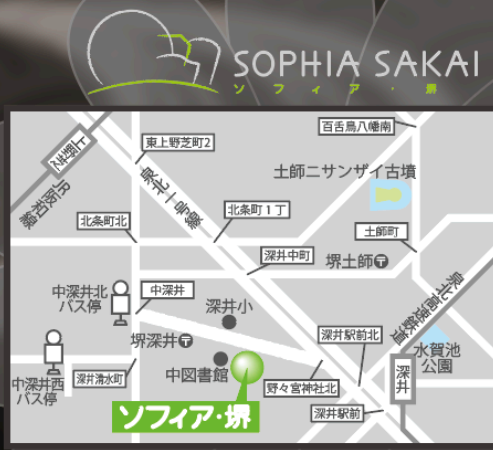 SOPHIA SAKAI
ソフィア・堺
百舌鳥八幡南
東上野芝町2
上野芝
土師ニサンザイ古墳
JR阪和線
泉北一号線
北条町1丁
北条町北
土師町
深井中町
堺土師〒
泉北高速鉄道
中深井北
バス停
中深井
深井小
堺深井〒
深井駅前北
水賀池
公園
中深井西
バス停
深井清水町
中図書館
野々宮神社北
深井
ソフィア・堺
深井駅前